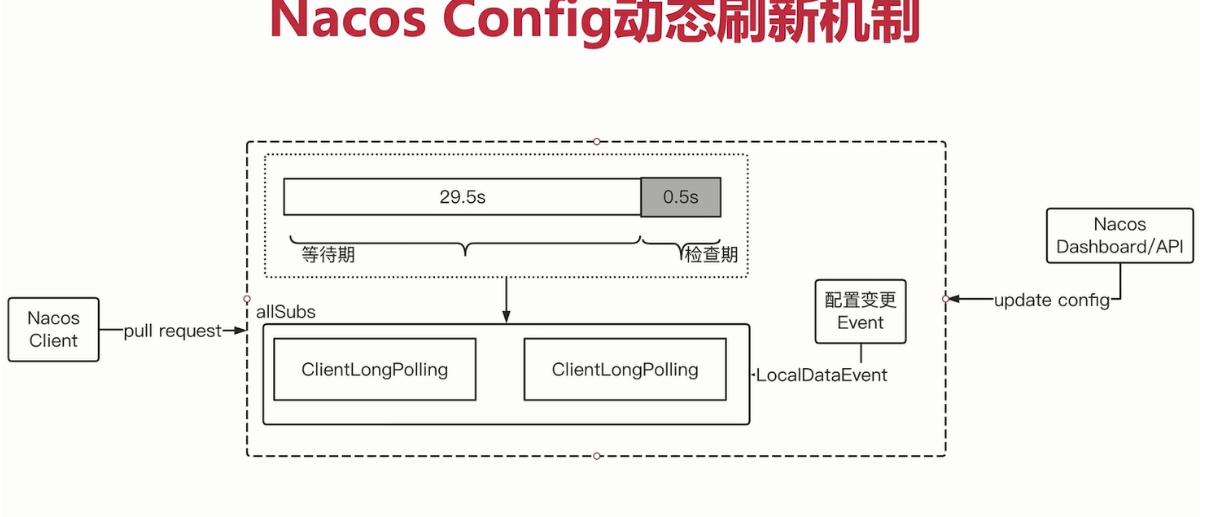 Nacos Config动态刷新机制
29.5s
0.5s
等待期
检查期
Nacos
Dashboard/API
update config
配置变更
Event
allSubs
Nacos
Client
pull request
ClientLongPolling
ClientLongPolling
LocalDataEvent